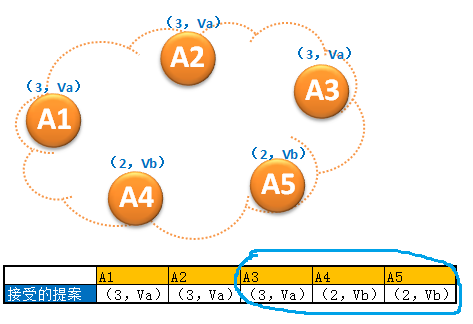 （3, Va）
A2
（3, Va）
A3
（3, Va）
A1
（2, Vb）
A4
（2, Vb）
A5
A1 A2 A3 A4 A5
接受的提案 （3, Va） （3, Va） （3, Va） （2, Vb） （2, Vb）